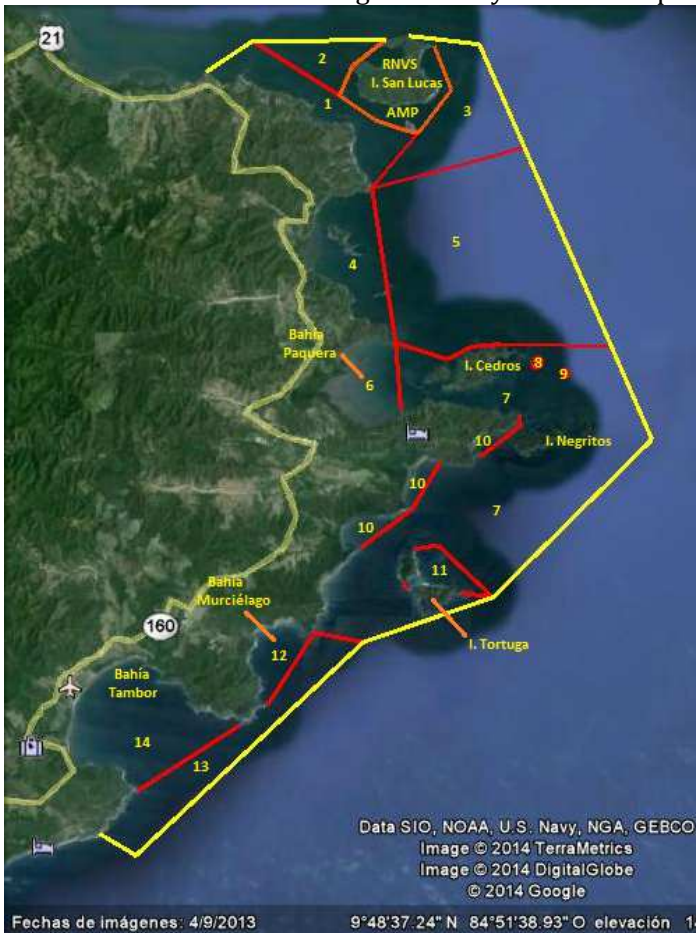 21
2
RNVS
I. San Lucas
1
AMP
3
5
4
Bahía
Paquera
I. Cedros
8
9
6
7
10
I. Negritos
10
7
10
11
Bahía
Murciélago
160
I. Tortuga
12
Bahía
Tambor
14
13
Data SIO, NOAA, U.S. Navy, NGA, GEBCO
Image © 2014 TerraMetrics
Image © 2014 DigitalGlobe
© 2014 Google
Fechas de imágenes: 4/9/2013
9°48'37.24" N 84°51'38.93" O elevación